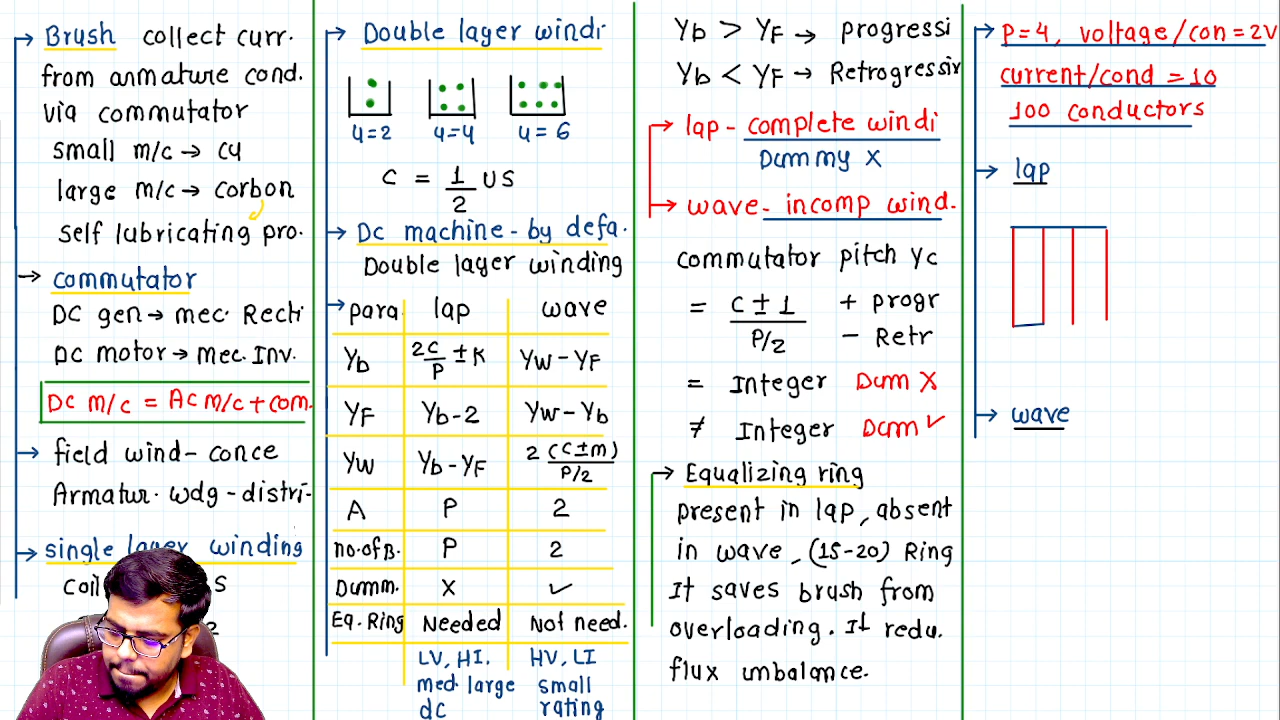 Brush collect curr.
from armature cond.
via commutator
small m/c → cu
large m/c → corbon
self lubricating pro.
commutator
DC gen → mec. Recti
DC motor → Mec. Inv.
DC m/c = AC m/c + com.
field wind - conce
Armatur. wdg - distri-
single layer winding
coil
S
2
Double layer windi
u=2 u=4 u=6
C = 1/2 US
DC machine - by defa.
Double layer winding
para. lap wave
Yb 2C/P ± K Yw - YF
YF Yb - 2 Yw - Yb
Yw Yb - YF 2 (C±m)/P/2
A P 2
no. of B. P 2
Dumm. X ✓
Eq. Ring Needed Not need.
LV, HI. HV, LI
med. large small
dc rating
Yb > YF → progressi
Yb < YF → Retrogressiv
lap - complete windi
Dummy X
wave - incomp wind.
commutator pitch Yc
= C ± 1 / P/2 + progr
- Retr
= Integer Dum X
≠ Integer Dum ✓
Equalizing ring
present in lap, absent
in wave, (15-20) Ring
It saves brush from
overloading. It redu.
flux imbalance.
P=4, voltage/con = 2V
current/cond = 10
100 conductors
lap
wave